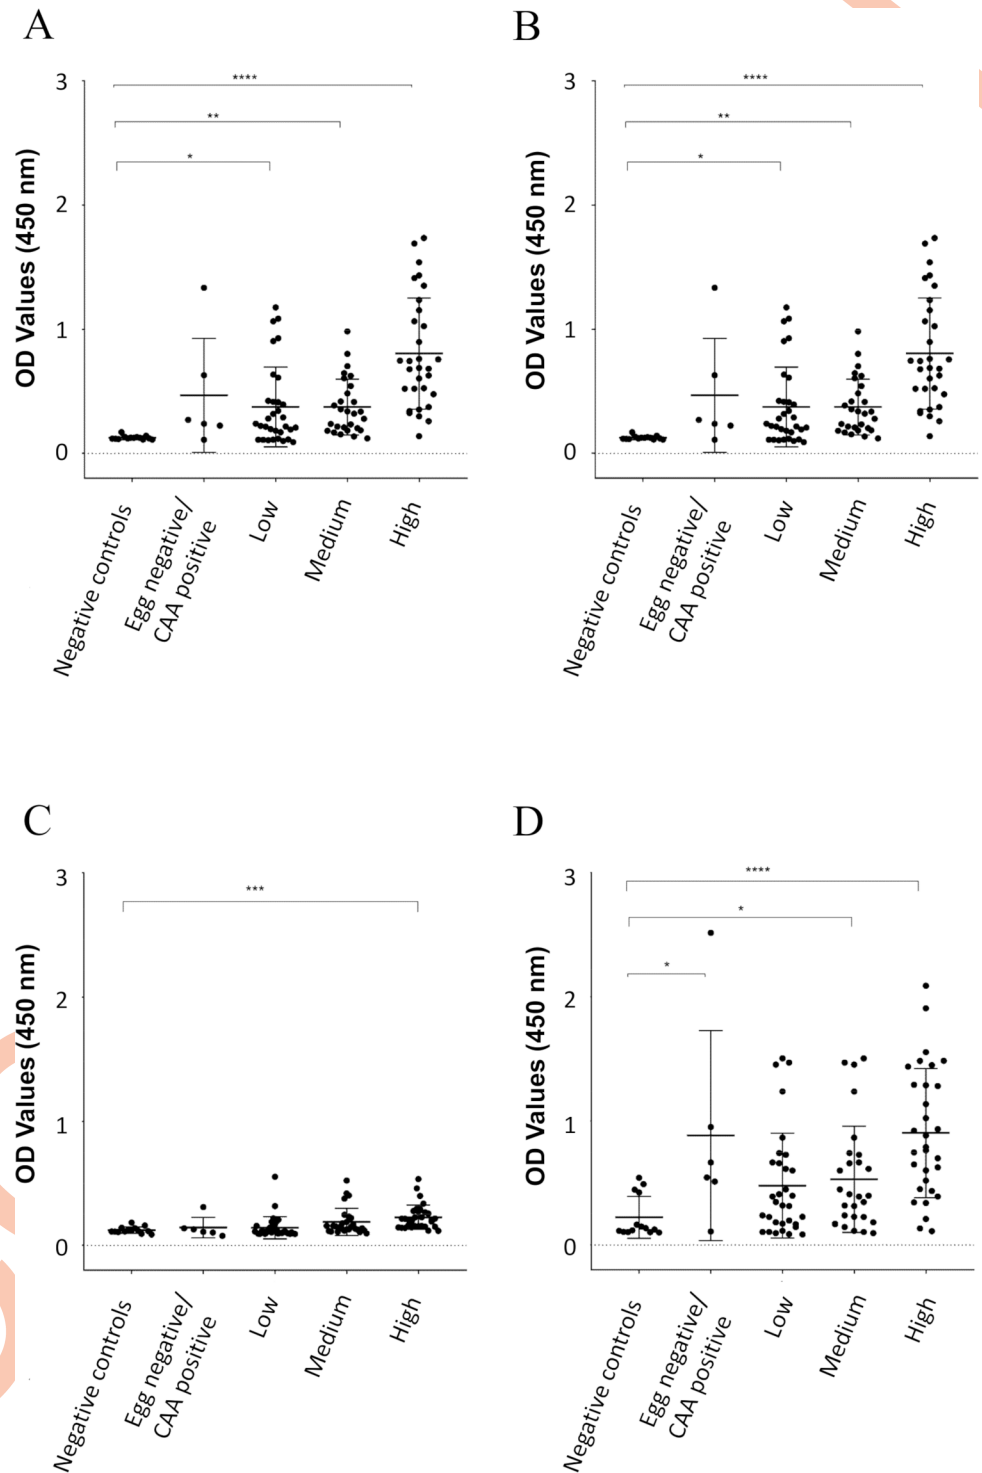 A
OD Values (450 nm)
3
2
1
0
****
**
*
Negative controls
Egg negative/
CAA positive
Low
Medium
High
B
OD Values (450 nm)
3
2
1
0
****
**
*
Negative controls
Egg negative/
CAA positive
Low
Medium
High
C
OD Values (450 nm)
3
2
1
0
***
Negative controls
Egg negative/
CAA positive
Low
Medium
High
D
OD Values (450 nm)
3
2
1
0
****
*
*
Negative controls
Egg negative/
CAA positive
Low
Medium
High